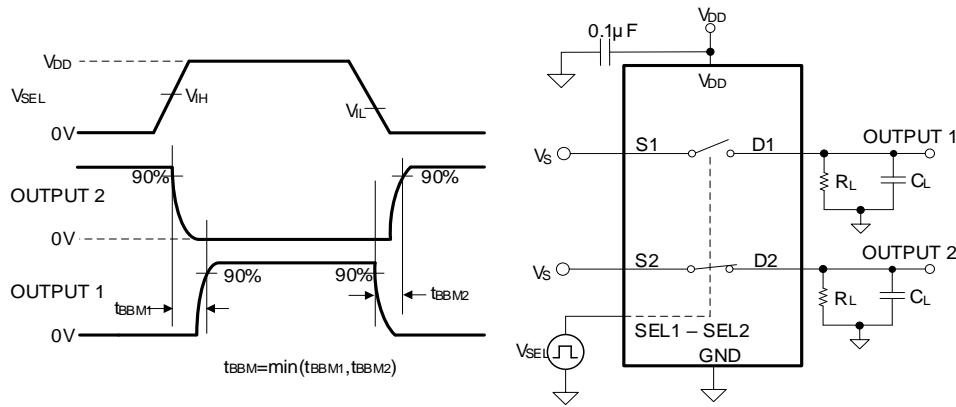 VDD
VSEL
0V
VIH
VIL
OUTPUT 2
90%
90%
0V
OUTPUT 1
90%
90%
tBBM1
tBBM2
0V
tBBM=min(tBBM1,tBBM2)
VDD
0.1μF
VDD
VS
S1
D1
OUTPUT 1
RL
CL
VS
S2
D2
OUTPUT 2
RL
CL
SEL1 – SEL2
VSEL
GND